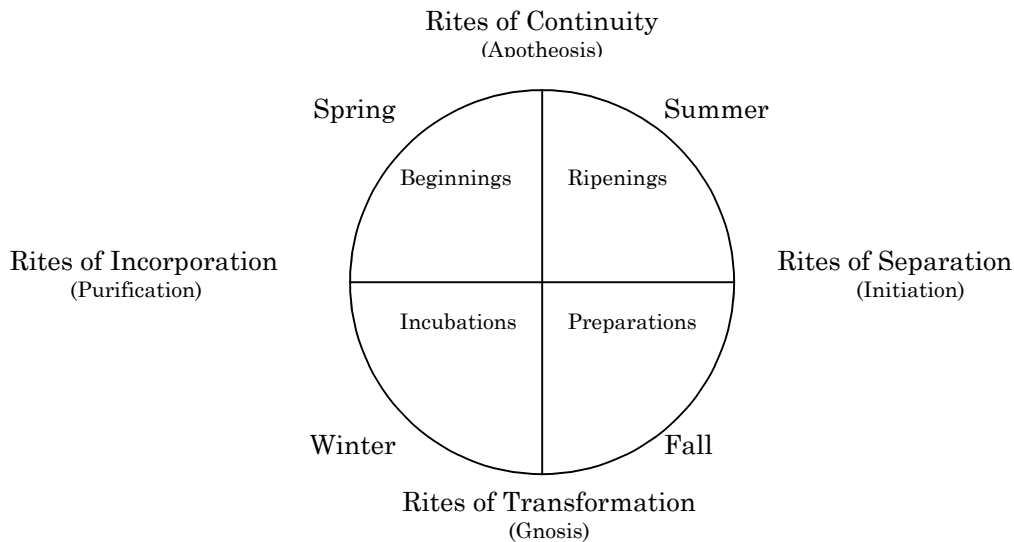 Rites of Continuity
(Apotheosis)
Spring
Summer
Beginnings
Ripenings
Rites of Incorporation
(Purification)
Rites of Separation
(Initiation)
Incubations
Preparations
Winter
Fall
Rites of Transformation
(Gnosis)